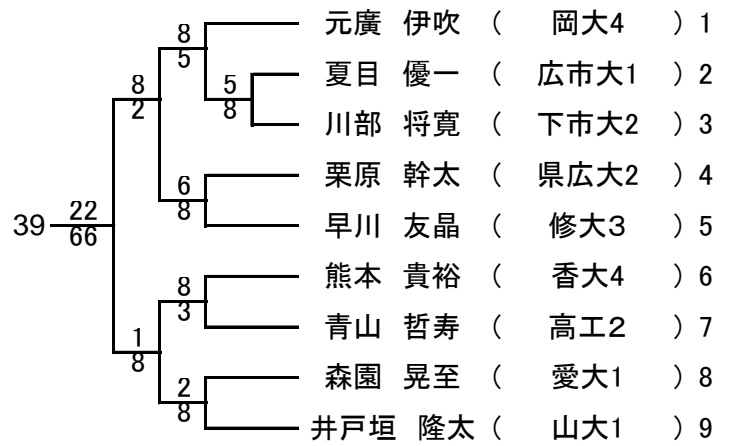 8
5
元廣 伊吹 ( 岡大4 ) 1
8
2
5
8
夏目 優一 ( 広市大1 ) 2
川部 将寛 ( 下市大2 ) 3
6
8
栗原 幹太 ( 県広大2 ) 4
39 22
66
早川 友晶 ( 修大3 ) 5
8
3
熊本 貴裕 ( 香大4 ) 6
青山 哲寿 ( 高工2 ) 7
1
8
2
8
森園 晃至 ( 愛大1 ) 8
井戸垣 隆太 ( 山大1 ) 9